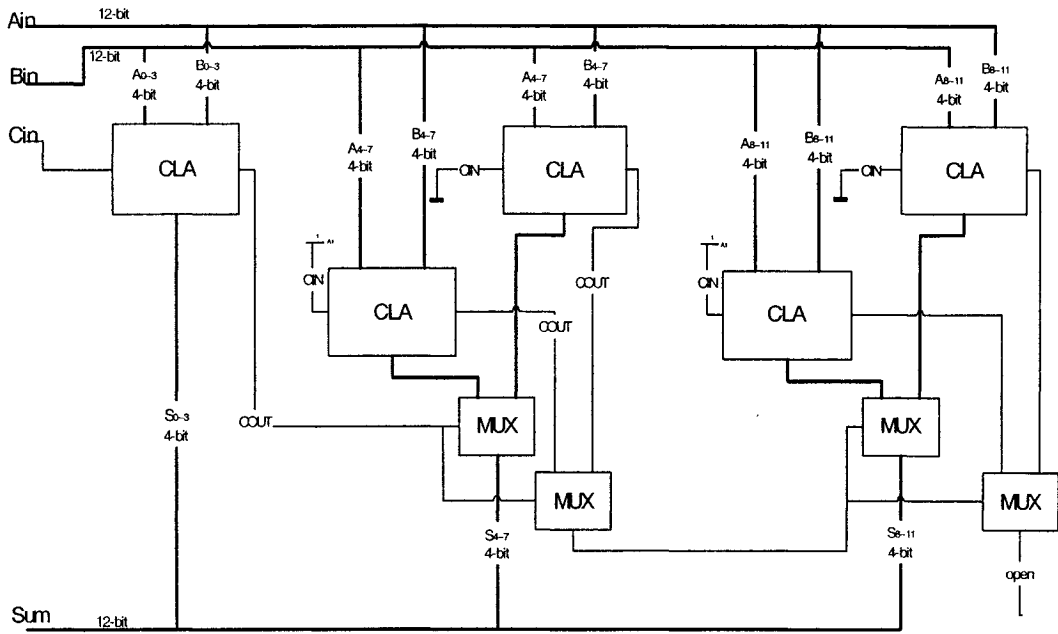 Ain
12-bit
Bin
12-bit
A0-3
4-bit
B0-3
4-bit
A4-7
4-bit
B4-7
4-bit
A8-11
4-bit
B8-11
4-bit
Cin
CLA
A4-7
4-bit
B4-7
4-bit
CIN
CLA
A8-11
4-bit
B8-11
4-bit
CIN
CLA
1
1
CIN
CLA
COUT
COUT
CIN
CLA
S0-3
4-bit
COUT
MUX
MUX
MUX
MUX
S4-7
4-bit
S8-11
4-bit
open
Sum
12-bit